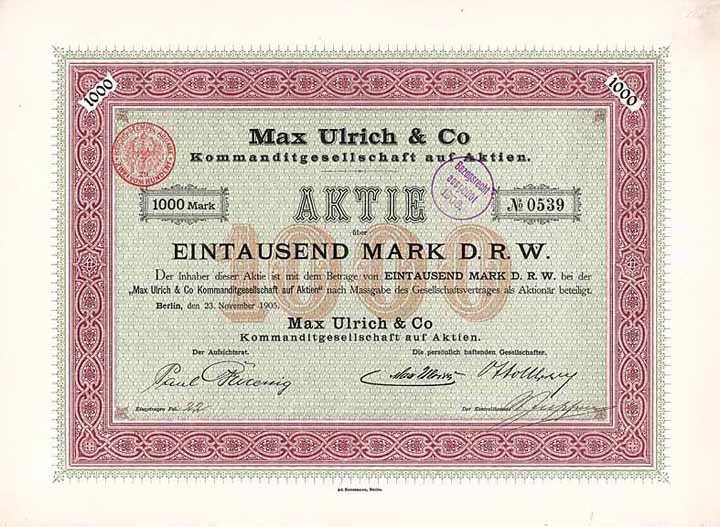 1000
1000
Max Ulrich & Co
Kommanditgesellschaft auf Aktien.
Bezugsrecht
ausgeübt
1000 Mark
AKTIE
№ 0539
über
1000
EINTAUSEND MARK D. R. W.
Der Inhaber dieser Aktie ist mit dem Betrage von EINTAUSEND MARK D. R. W. bei der
„Max Ulrich & Co Kommanditgesellschaft auf Aktien" nach Massgabe des Gesellschaftsvertrages als Aktionär beteiligt.
Berlin, den 23. November 1905.
Max Ulrich & Co
Kommanditgesellschaft auf Aktien.
Der Aufsichtsrat.
Die persönlich haftenden Gesellschafter.
Paul
Max Ulrich
Eingetragen Fol. 22
Der Kontrollbeamte